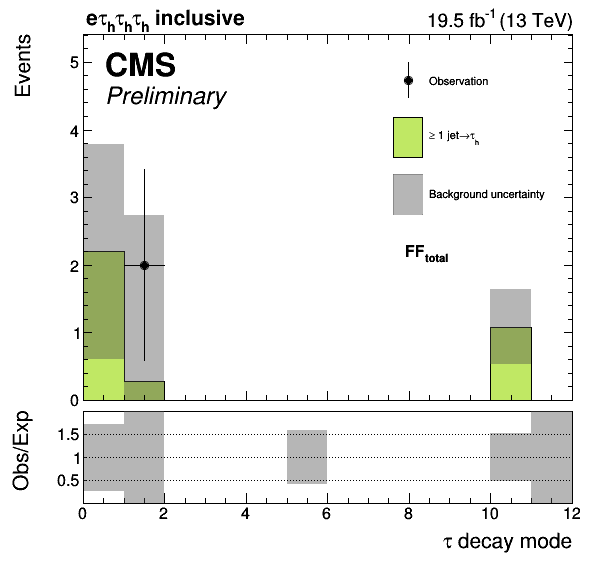 eτhτhτh inclusive
19.5 fb⁻¹ (13 TeV)
Events
CMS
Preliminary
Observation
≥ 1 jet→τh
Background uncertainty
FFtotal
5
4
3
2
1
0
Obs/Exp
1.5
1
0.5
0 2 4 6 8 10 12
τ decay mode